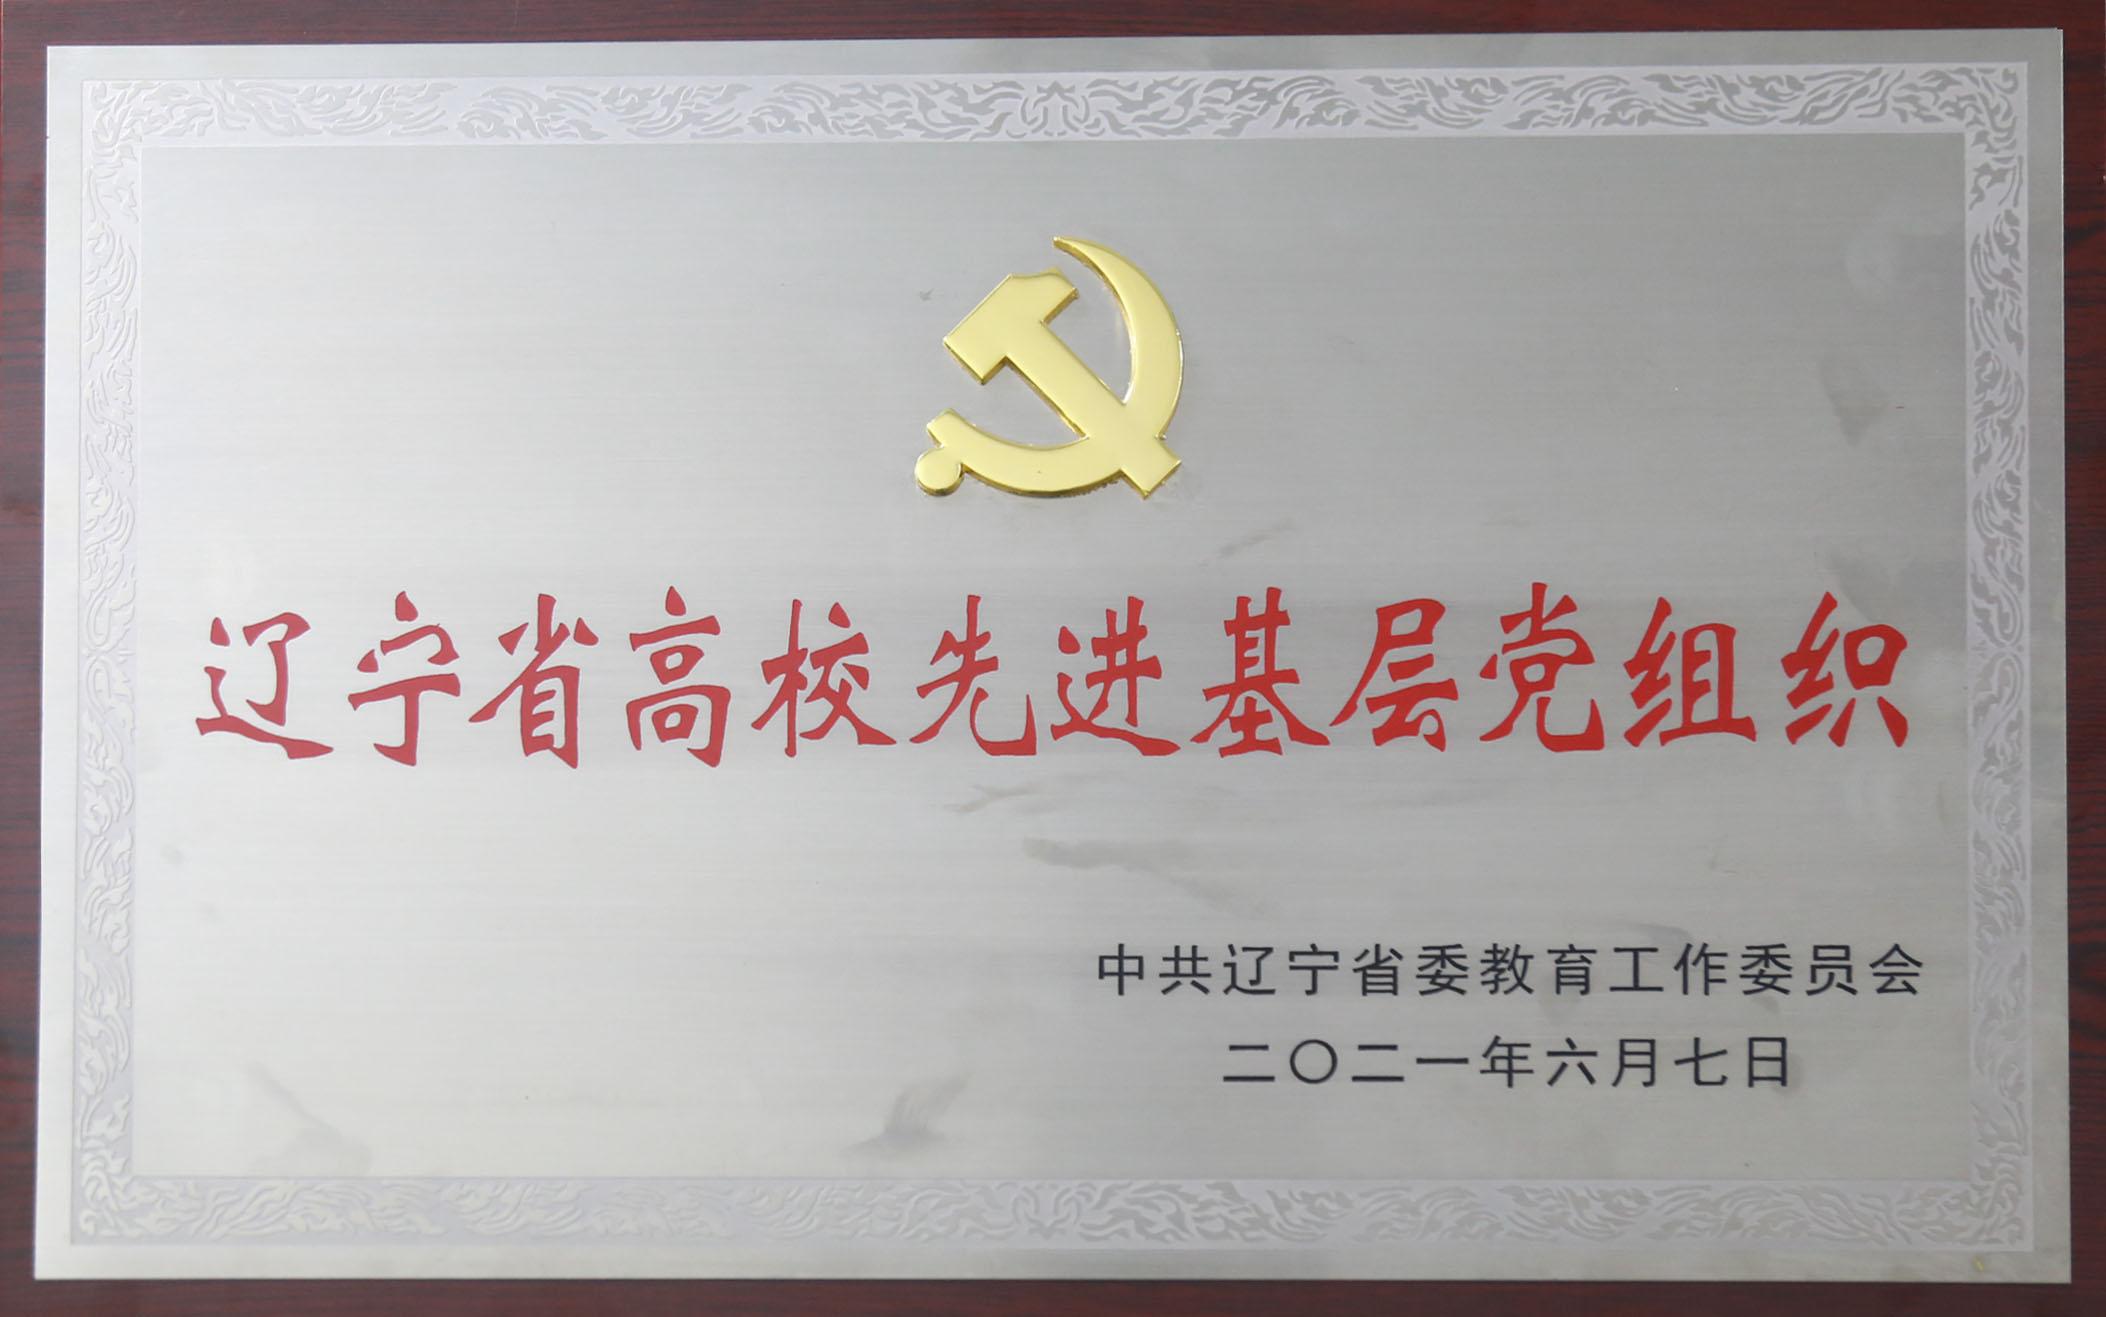 辽宁省高校先进基层党组织
中共辽宁省委教育工作委员会
二〇二一年六月七日